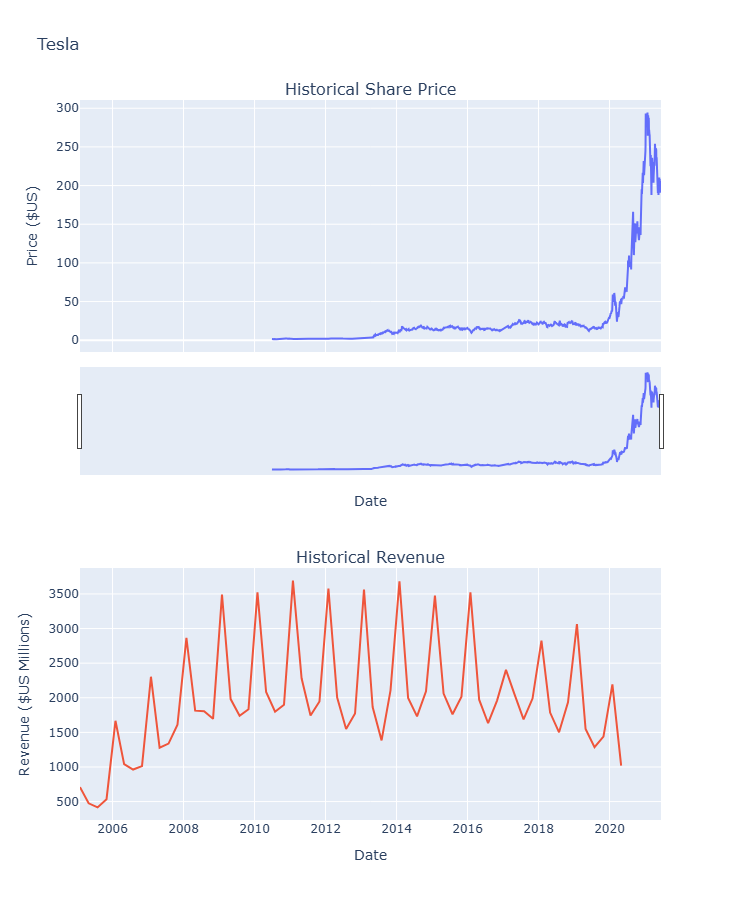 Tesla
Historical Share Price
300
250
200
150
100
50
0
Price ($US)
Date
Historical Revenue
3500
3000
2500
2000
1500
1000
500
Revenue ($US Millions)
2006 2008 2010 2012 2014 2016 2018 2020
Date